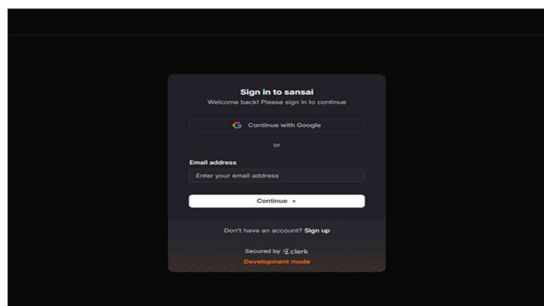 Sign in to sansai
Welcome back! Please sign in to continue
Continue with Google
or
Email address
Enter your email address
Continue
Don't have an account? Sign up
Secured by clerk
Development mode